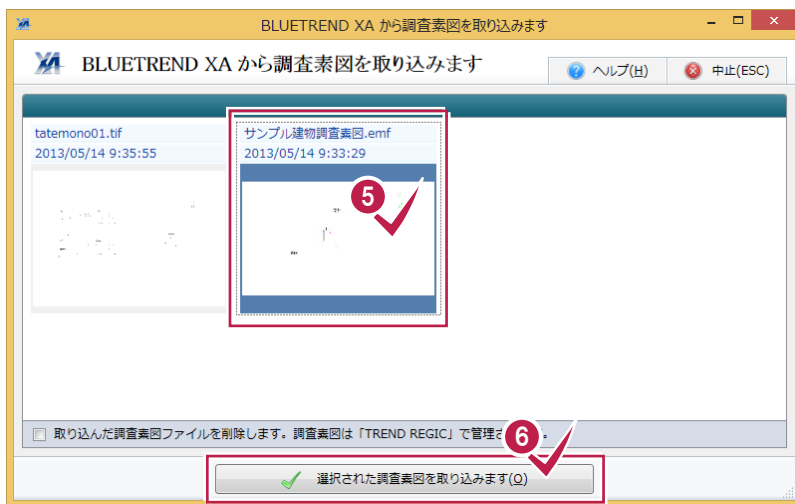 BLUETREND XA から調査素図を取り込みます
BLUETREND XA から調査素図を取り込みます
ヘルプ(H)
中止(ESC)
tatemono01.tif
2013/05/14 9:35:55
サンプル建物調査素図.emf
2013/05/14 9:33:29
5
取り込んだ調査素図ファイルを削除します。調査素図は「TREND REGIC」で管理さ
6
選択された調査素図を取り込みます(O)